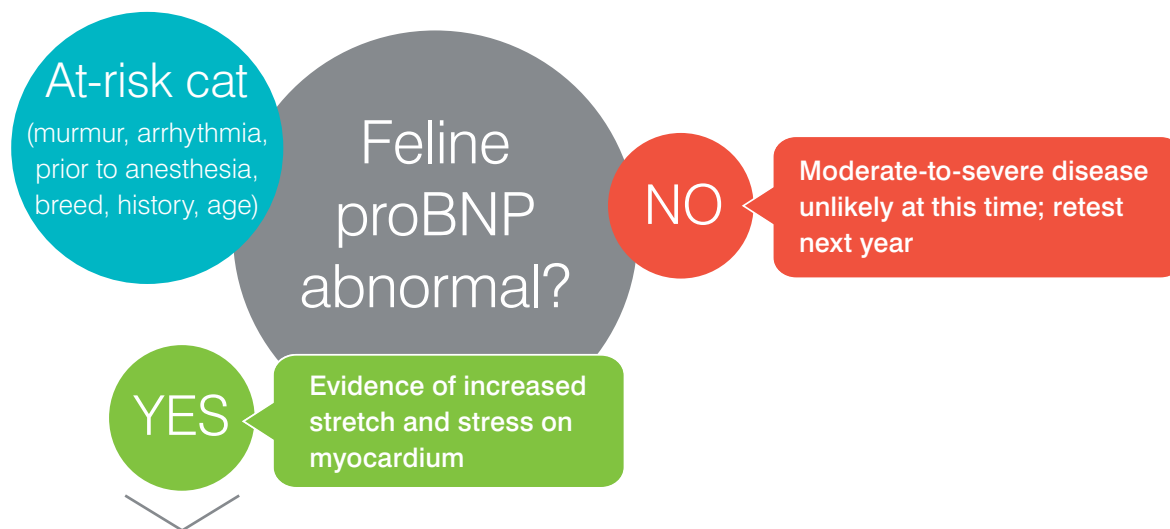 At-risk cat
(murmur, arrhythmia,
prior to anesthesia,
breed, history, age)
Feline
proBNP
abnormal?
NO
Moderate-to-severe disease
unlikely at this time; retest
next year
YES
Evidence of increased
stretch and stress on
myocardium